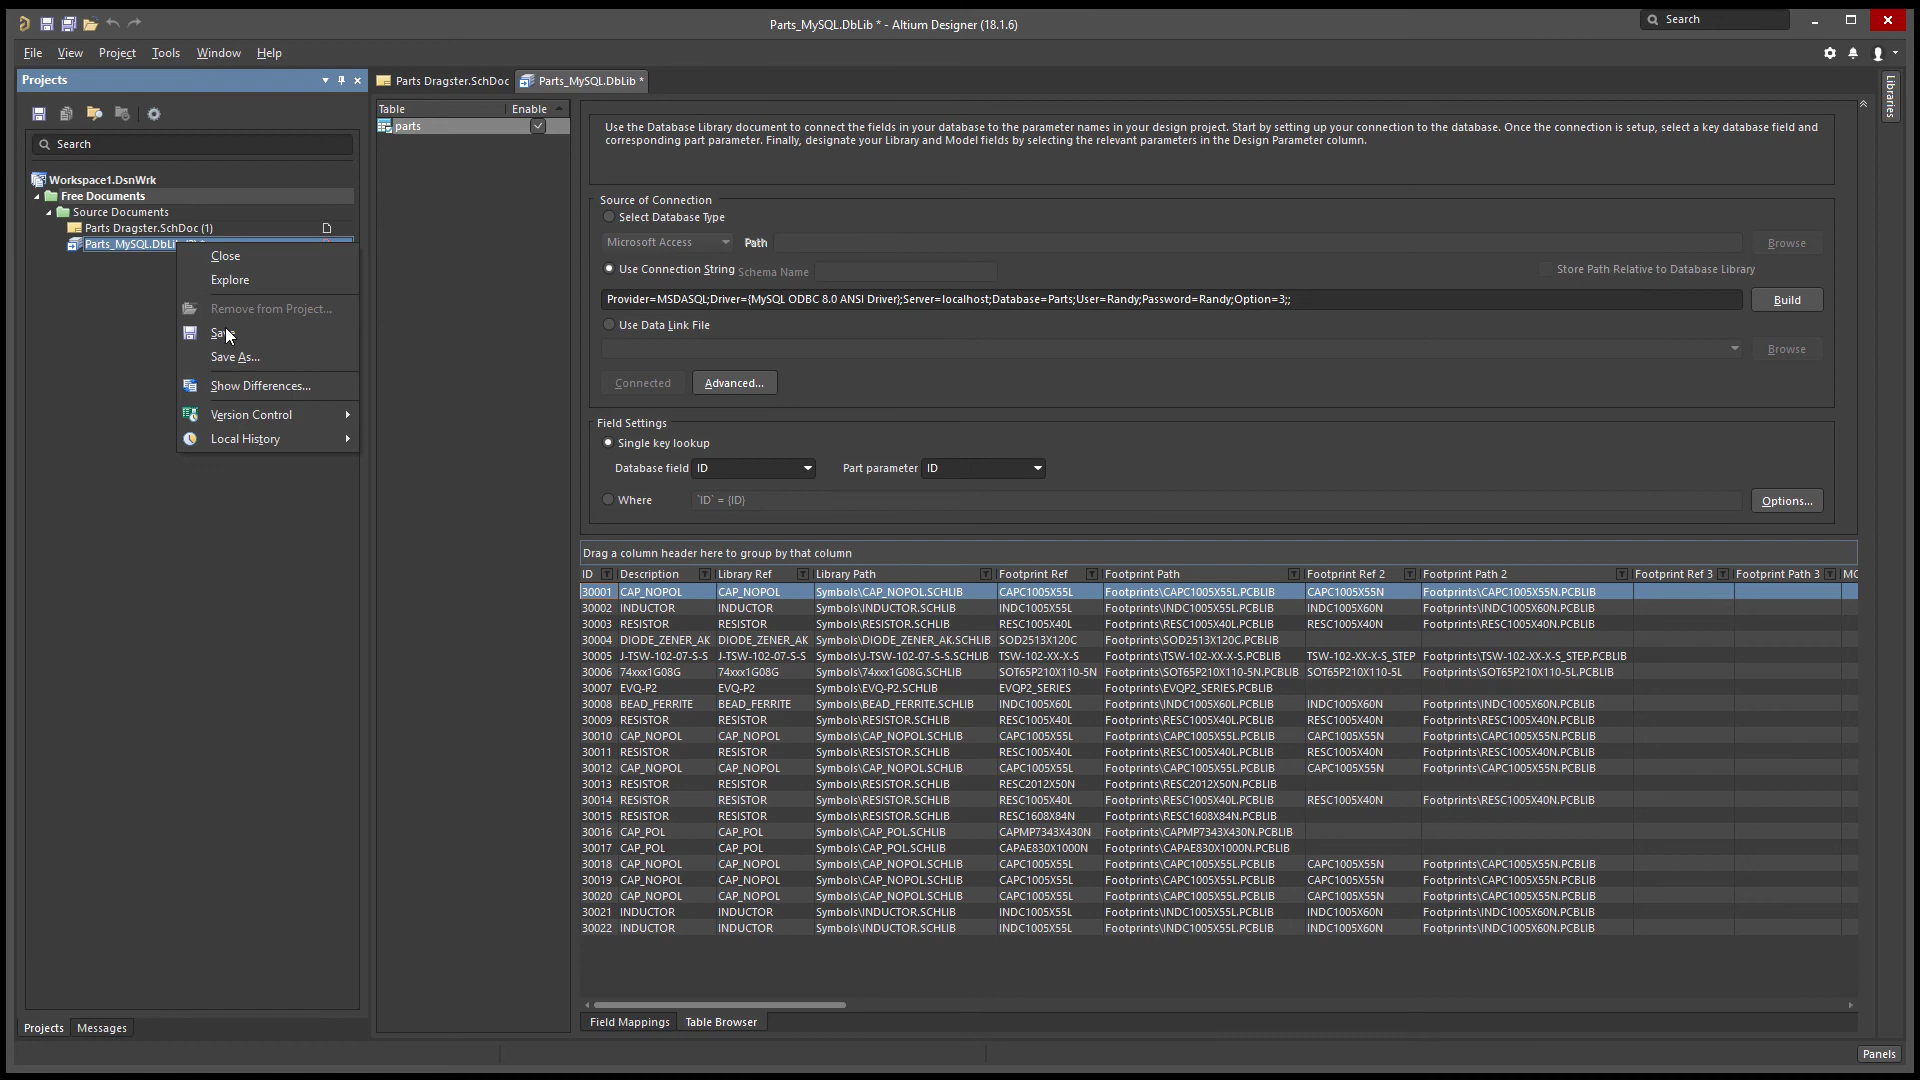 Parts_MySQL.DbLib * - Altium Designer (18.1.6)
Search
File View Project Tools Window Help
Projects
Search
Workspace1.DsnWrk
Free Documents
Source Documents
Parts Dragster.SchDoc (1)
Parts_MySQL.DbLi
Close
Explore
Remove from Project...
Save
Save As...
Show Differences...
Version Control
Local History
Projects Messages
Parts Dragster.SchDoc Parts_MySQL.DbLib *
Table Enable
parts
Use the Database Library document to connect the fields in your database to the parameter names in your design project. Start by setting up your connection to the database. Once the connection is setup, select a key database field and
corresponding part parameter. Finally, designate your Library and Model fields by selecting the relevant parameters in the Design Parameter column.
Source of Connection
Select Database Type
Microsoft Access Path Browse
Use Connection String Schema Name Store Path Relative to Database Library
Provider=MSDASQL;Driver={MySQL ODBC 8.0 ANSI Driver};Server=localhost;Database=Parts;User=Randy;Password=Randy;Option=3;; Build
Use Data Link File
Browse
Connected Advanced...
Field Settings
Single key lookup
Database field ID Part parameter ID
Where `ID` = {ID} Options...
Drag a column header here to group by that column
ID Description Library Ref Library Path Footprint Ref Footprint Path Footprint Ref 2 Footprint Path 2 Footprint Ref 3 Footprint Path 3 MC
30001 CAP_NOPOL CAP_NOPOL Symbols\CAP_NOPOL.SCHLIB CAPC1005X55L Footprints\CAPC1005X55L.PCBLIB CAPC1005X55N Footprints\CAPC1005X55N.PCBLIB
30002 INDUCTOR INDUCTOR Symbols\INDUCTOR.SCHLIB INDC1005X55L Footprints\INDC1005X55L.PCBLIB INDC1005X60N Footprints\INDC1005X60N.PCBLIB
30003 RESISTOR RESISTOR Symbols\RESISTOR.SCHLIB RESC1005X40L Footprints\RESC1005X40L.PCBLIB RESC1005X40N Footprints\RESC1005X40N.PCBLIB
30004 DIODE_ZENER_AK DIODE_ZENER_AK Symbols\DIODE_ZENER_AK.SCHLIB SOD2513X120C Footprints\SOD2513X120C.PCBLIB
30005 J-TSW-102-07-S-S J-TSW-102-07-S-S Symbols\J-TSW-102-07-S-S.SCHLIB TSW-102-XX-X-S Footprints\TSW-102-XX-X-S.PCBLIB TSW-102-XX-X-S_STEP Footprints\TSW-102-XX-X-S_STEP.PCBLIB
30006 74xxx1G08G 74xxx1G08G Symbols\74xxx1G08G.SCHLIB SOT65P210X110-5N Footprints\SOT65P210X110-5N.PCBLIB SOT65P210X110-5L Footprints\SOT65P210X110-5L.PCBLIB
30007 EVQ-P2 EVQ-P2 Symbols\EVQ-P2.SCHLIB EVQP2_SERIES Footprints\EVQP2_SERIES.PCBLIB
30008 BEAD_FERRITE BEAD_FERRITE Symbols\BEAD_FERRITE.SCHLIB INDC1005X60L Footprints\INDC1005X60L.PCBLIB INDC1005X60N Footprints\INDC1005X60N.PCBLIB
30009 RESISTOR RESISTOR Symbols\RESISTOR.SCHLIB RESC1005X40L Footprints\RESC1005X40L.PCBLIB RESC1005X40N Footprints\RESC1005X40N.PCBLIB
30010 CAP_NOPOL CAP_NOPOL Symbols\CAP_NOPOL.SCHLIB CAPC1005X55L Footprints\CAPC1005X55L.PCBLIB CAPC1005X55N Footprints\CAPC1005X55N.PCBLIB
30011 RESISTOR RESISTOR Symbols\RESISTOR.SCHLIB RESC1005X40L Footprints\RESC1005X40L.PCBLIB RESC1005X40N Footprints\RESC1005X40N.PCBLIB
30012 CAP_NOPOL CAP_NOPOL Symbols\CAP_NOPOL.SCHLIB CAPC1005X55L Footprints\CAPC1005X55L.PCBLIB CAPC1005X55N Footprints\CAPC1005X55N.PCBLIB
30013 RESISTOR RESISTOR Symbols\RESISTOR.SCHLIB RESC2012X50N Footprints\RESC2012X50N.PCBLIB
30014 RESISTOR RESISTOR Symbols\RESISTOR.SCHLIB RESC1005X40L Footprints\RESC1005X40L.PCBLIB RESC1005X40N Footprints\RESC1005X40N.PCBLIB
30015 RESISTOR RESISTOR Symbols\RESISTOR.SCHLIB RESC1608X84N Footprints\RESC1608X84N.PCBLIB
30016 CAP_POL CAP_POL Symbols\CAP_POL.SCHLIB CAPMP7343X430N Footprints\CAPMP7343X430N.PCBLIB
30017 CAP_POL CAP_POL Symbols\CAP_POL.SCHLIB CAPAE830X1000N Footprints\CAPAE830X1000N.PCBLIB
30018 CAP_NOPOL CAP_NOPOL Symbols\CAP_NOPOL.SCHLIB CAPC1005X55L Footprints\CAPC1005X55L.PCBLIB CAPC1005X55N Footprints\CAPC1005X55N.PCBLIB
30019 CAP_NOPOL CAP_NOPOL Symbols\CAP_NOPOL.SCHLIB CAPC1005X55L Footprints\CAPC1005X55L.PCBLIB CAPC1005X55N Footprints\CAPC1005X55N.PCBLIB
30020 CAP_NOPOL CAP_NOPOL Symbols\CAP_NOPOL.SCHLIB CAPC1005X55L Footprints\CAPC1005X55L.PCBLIB CAPC1005X55N Footprints\CAPC1005X55N.PCBLIB
30021 INDUCTOR INDUCTOR Symbols\INDUCTOR.SCHLIB INDC1005X55L Footprints\INDC1005X55L.PCBLIB INDC1005X60N Footprints\INDC1005X60N.PCBLIB
30022 INDUCTOR INDUCTOR Symbols\INDUCTOR.SCHLIB INDC1005X55L Footprints\INDC1005X55L.PCBLIB INDC1005X60N Footprints\INDC1005X60N.PCBLIB
Field Mappings Table Browser
Libraries
Panels